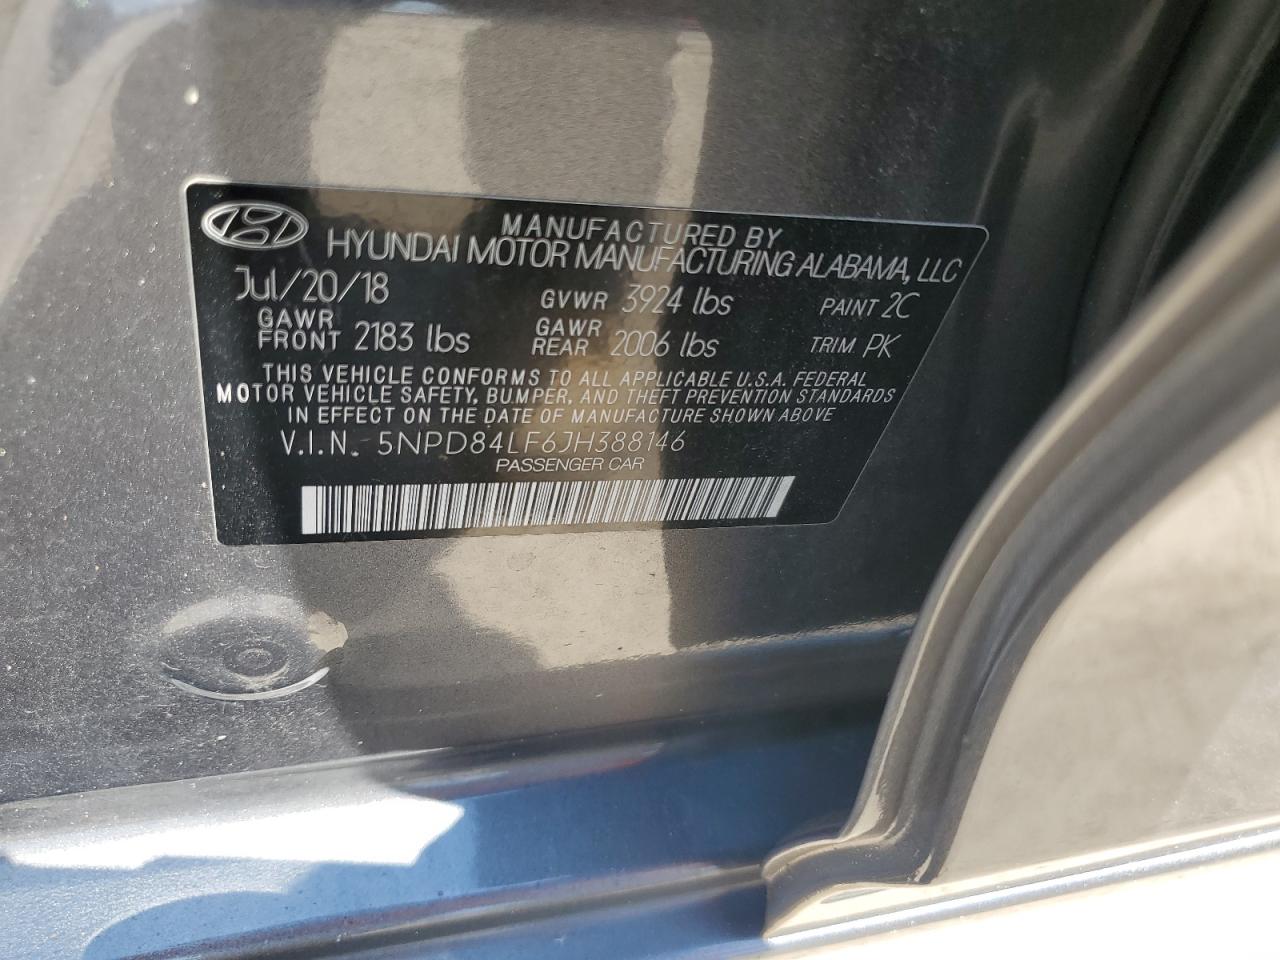 MANUFACTURED BY
HYUNDAI MOTOR MANUFACTURING ALABAMA, LLC
Jul/20/18 GVWR 3924 lbs PAINT 2C
GAWR FRONT 2183 lbs GAWR REAR 2006 lbs TRIM PK
THIS VEHICLE CONFORMS TO ALL APPLICABLE U.S.A. FEDERAL
MOTOR VEHICLE SAFETY, BUMPER, AND THEFT PREVENTION STANDARDS
IN EFFECT ON THE DATE OF MANUFACTURE SHOWN ABOVE
V.I.N. 5NPD84LF6JH388146
PASSENGER CAR